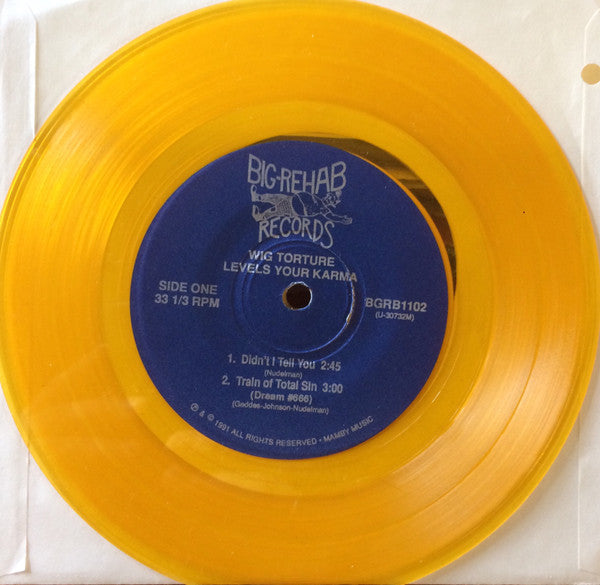 BIG-REHAB
RECORDS
WIG TORTURE
LEVELS YOUR KARMA
SIDE ONE
33 1/3 RPM
BGRB1102
(U-30732M)
1. Didn't I Tell You 2:45
(Nudelman)
2. Train of Total Sin 3:00
(Dream #666)
(Geddes-Johnson-Nudelman)
℗ & © 1991 ALL RIGHTS RESERVED • MAMBY MUSIC